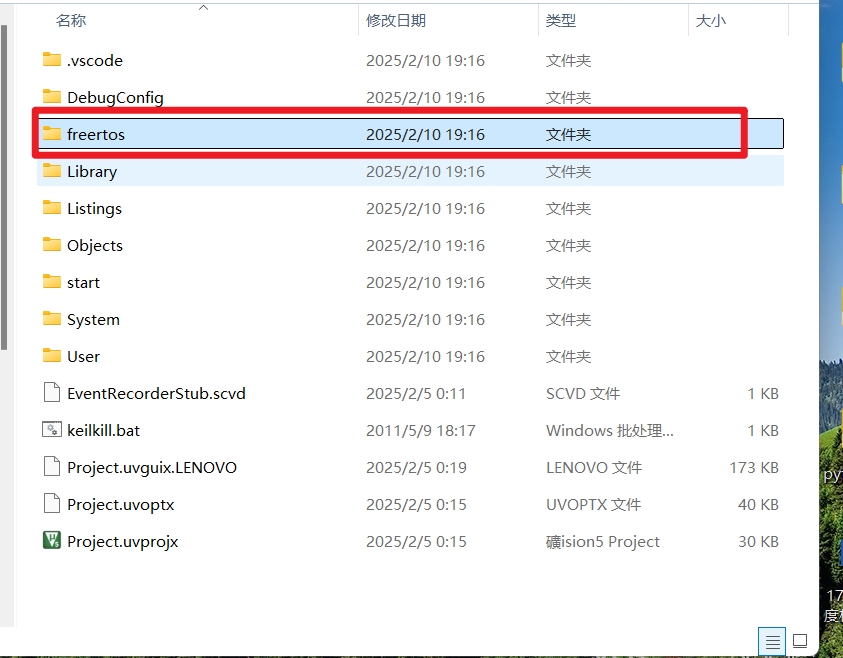 名称 修改日期 类型 大小
.vscode 2025/2/10 19:16 文件夹
DebugConfig 2025/2/10 19:16 文件夹
freertos 2025/2/10 19:16 文件夹
Library 2025/2/10 19:16 文件夹
Listings 2025/2/10 19:16 文件夹
Objects 2025/2/10 19:16 文件夹
start 2025/2/10 19:16 文件夹
System 2025/2/10 19:16 文件夹
User 2025/2/10 19:16 文件夹
EventRecorderStub.scvd 2025/2/5 0:11 SCVD 文件 1 KB
keilkill.bat 2011/5/9 18:17 Windows 批处理... 1 KB
Project.uvguix.LENOVO 2025/2/5 0:19 LENOVO 文件 173 KB
Project.uvoptx 2025/2/5 0:15 UVOPTX 文件 40 KB
Project.uvprojx 2025/2/5 0:15 礦ision5 Project 30 KB
py
17